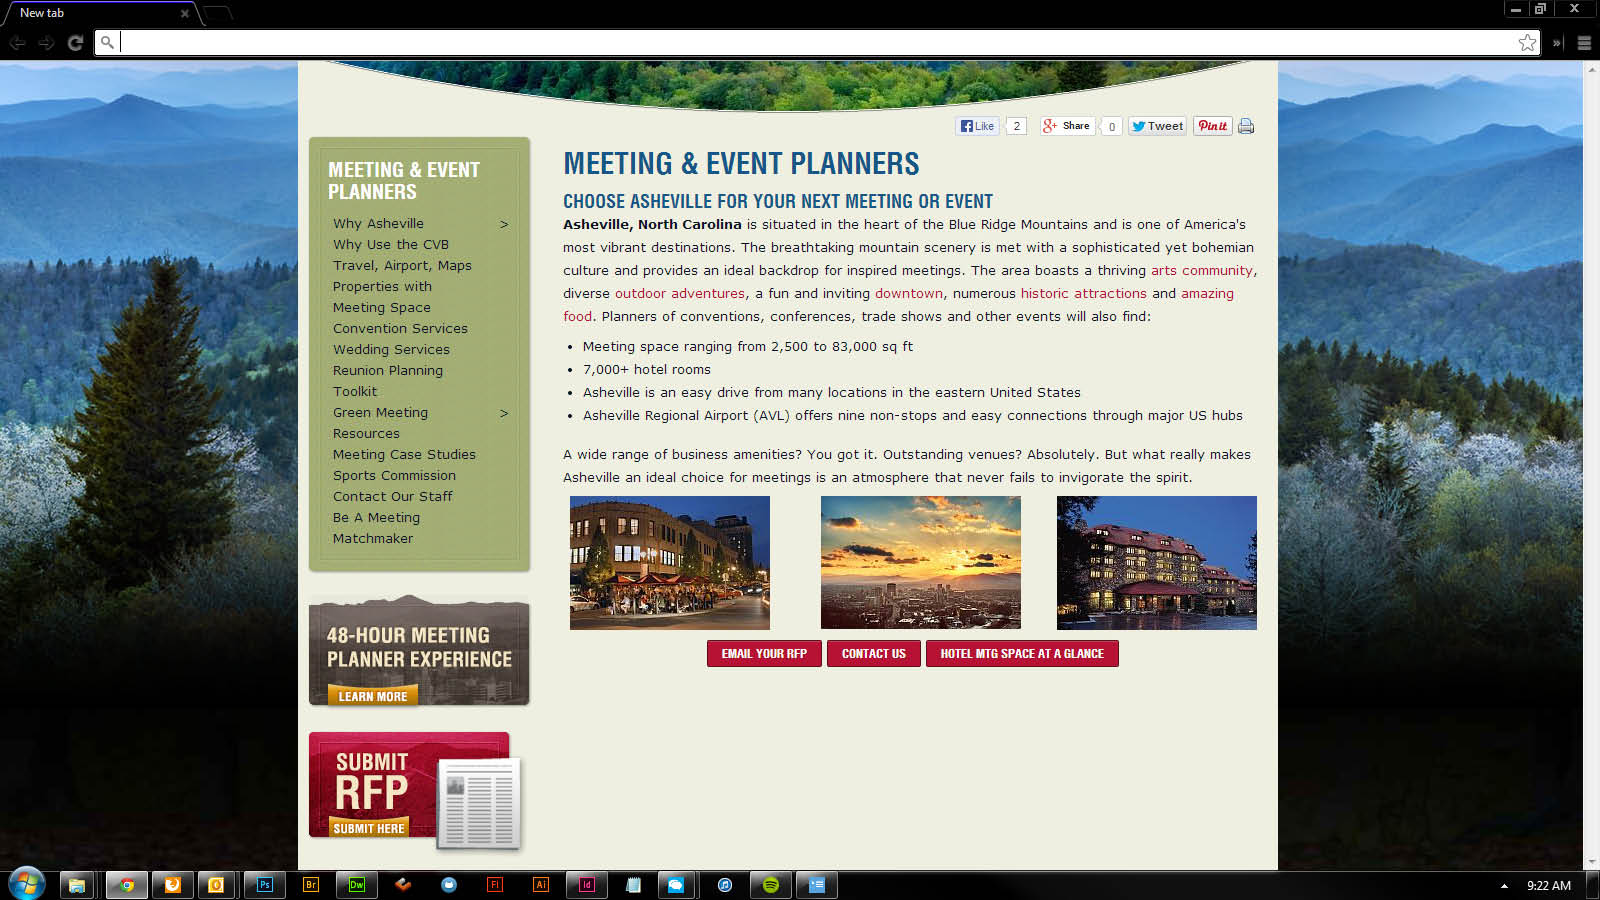 New tab
Like 2 Share 0 Tweet Pin it
MEETING & EVENT
PLANNERS
Why Asheville >
Why Use the CVB
Travel, Airport, Maps
Properties with
Meeting Space
Convention Services
Wedding Services
Reunion Planning
Toolkit
Green Meeting >
Resources
Meeting Case Studies
Sports Commission
Contact Our Staff
Be A Meeting
Matchmaker
48-HOUR MEETING
PLANNER EXPERIENCE
LEARN MORE
SUBMIT
RFP
SUBMIT HERE
MEETING & EVENT PLANNERS
CHOOSE ASHEVILLE FOR YOUR NEXT MEETING OR EVENT
Asheville, North Carolina is situated in the heart of the Blue Ridge Mountains and is one of America's
most vibrant destinations. The breathtaking mountain scenery is met with a sophisticated yet bohemian
culture and provides an ideal backdrop for inspired meetings. The area boasts a thriving arts community,
diverse outdoor adventures, a fun and inviting downtown, numerous historic attractions and amazing
food. Planners of conventions, conferences, trade shows and other events will also find:
• Meeting space ranging from 2,500 to 83,000 sq ft
• 7,000+ hotel rooms
• Asheville is an easy drive from many locations in the eastern United States
• Asheville Regional Airport (AVL) offers nine non-stops and easy connections through major US hubs
A wide range of business amenities? You got it. Outstanding venues? Absolutely. But what really makes
Asheville an ideal choice for meetings is an atmosphere that never fails to invigorate the spirit.
EMAIL YOUR RFP CONTACT US HOTEL MTG SPACE AT A GLANCE
Ps Br Dw Fl Ai Id
9:22 AM